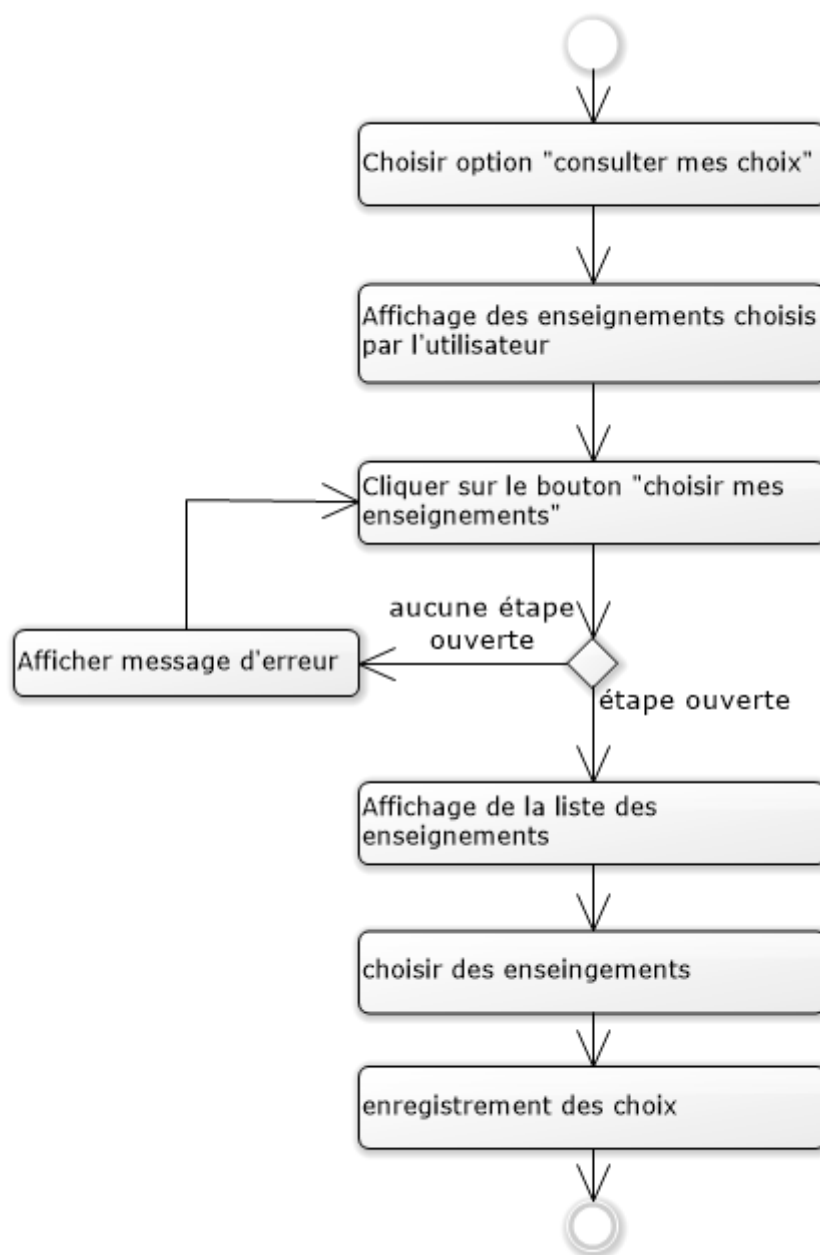 Choisir option "consulter mes choix"
Affichage des enseignements choisis
par l'utilisateur
Cliquer sur le bouton "choisir mes
enseignements"
aucune étape
ouverte
Afficher message d'erreur
étape ouverte
Affichage de la liste des
enseignements
choisir des enseingements
enregistrement des choix